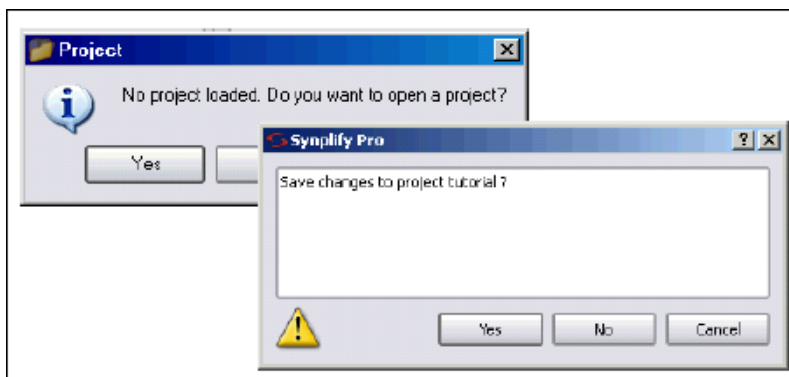 Project
No project loaded. Do you want to open a project?
Yes
Synplify Pro
Save changes to project tutorial ?
Yes
No
Cancel